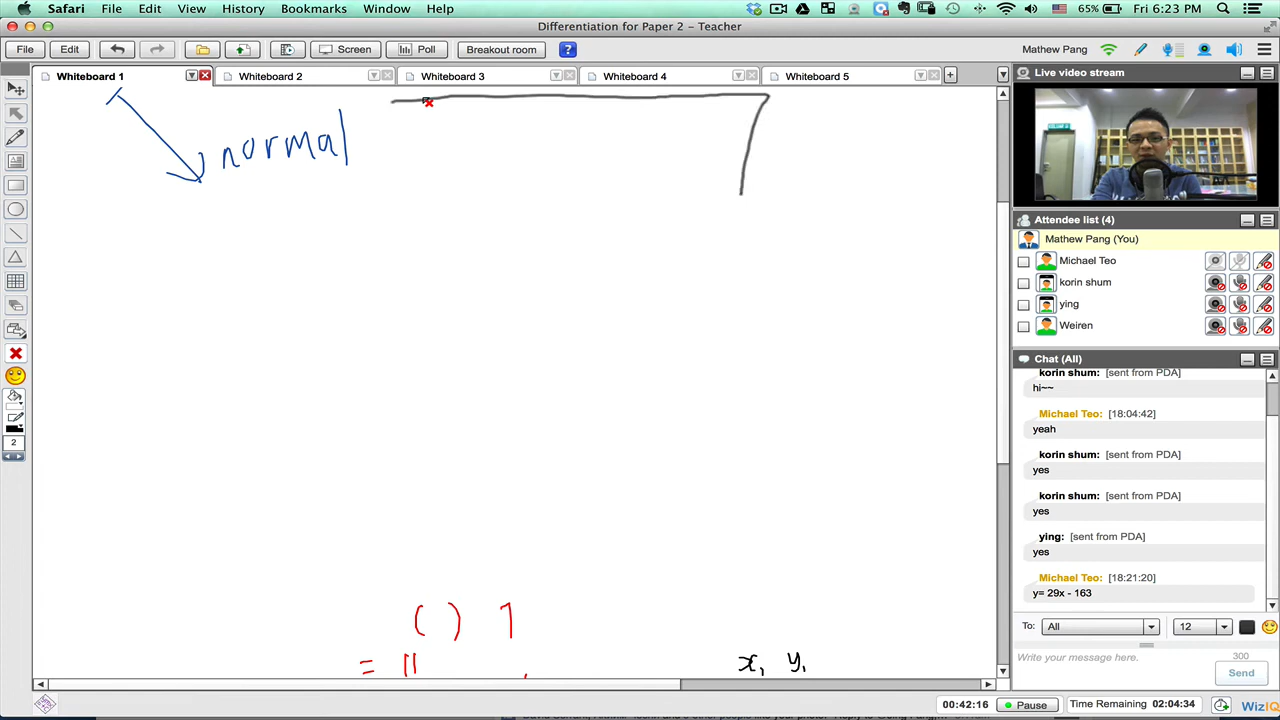 Safari File Edit View History Bookmarks Window Help 65% Fri 6:23 PM
Differentiation for Paper 2 - Teacher
File Edit Screen Poll Breakout room ? Mathew Pang
Whiteboard 1 Whiteboard 2 Whiteboard 3 Whiteboard 4 Whiteboard 5
Live video stream
normal
Attendee list (4)
Mathew Pang (You)
Michael Teo
korin shum
ying
Weiren
Chat (All)
korin shum: [sent from PDA]
hi~~
Michael Teo: [18:04:42]
yeah
korin shum: [sent from PDA]
yes
korin shum: [sent from PDA]
yes
ying: [sent from PDA]
yes
Michael Teo: [18:21:20]
y= 29x - 163
2
To: All 12
Write your message here. 300
Send
( ) 1
= 11
x, y,
00:42:16 Pause Time Remaining 02:04:34 WizIQ